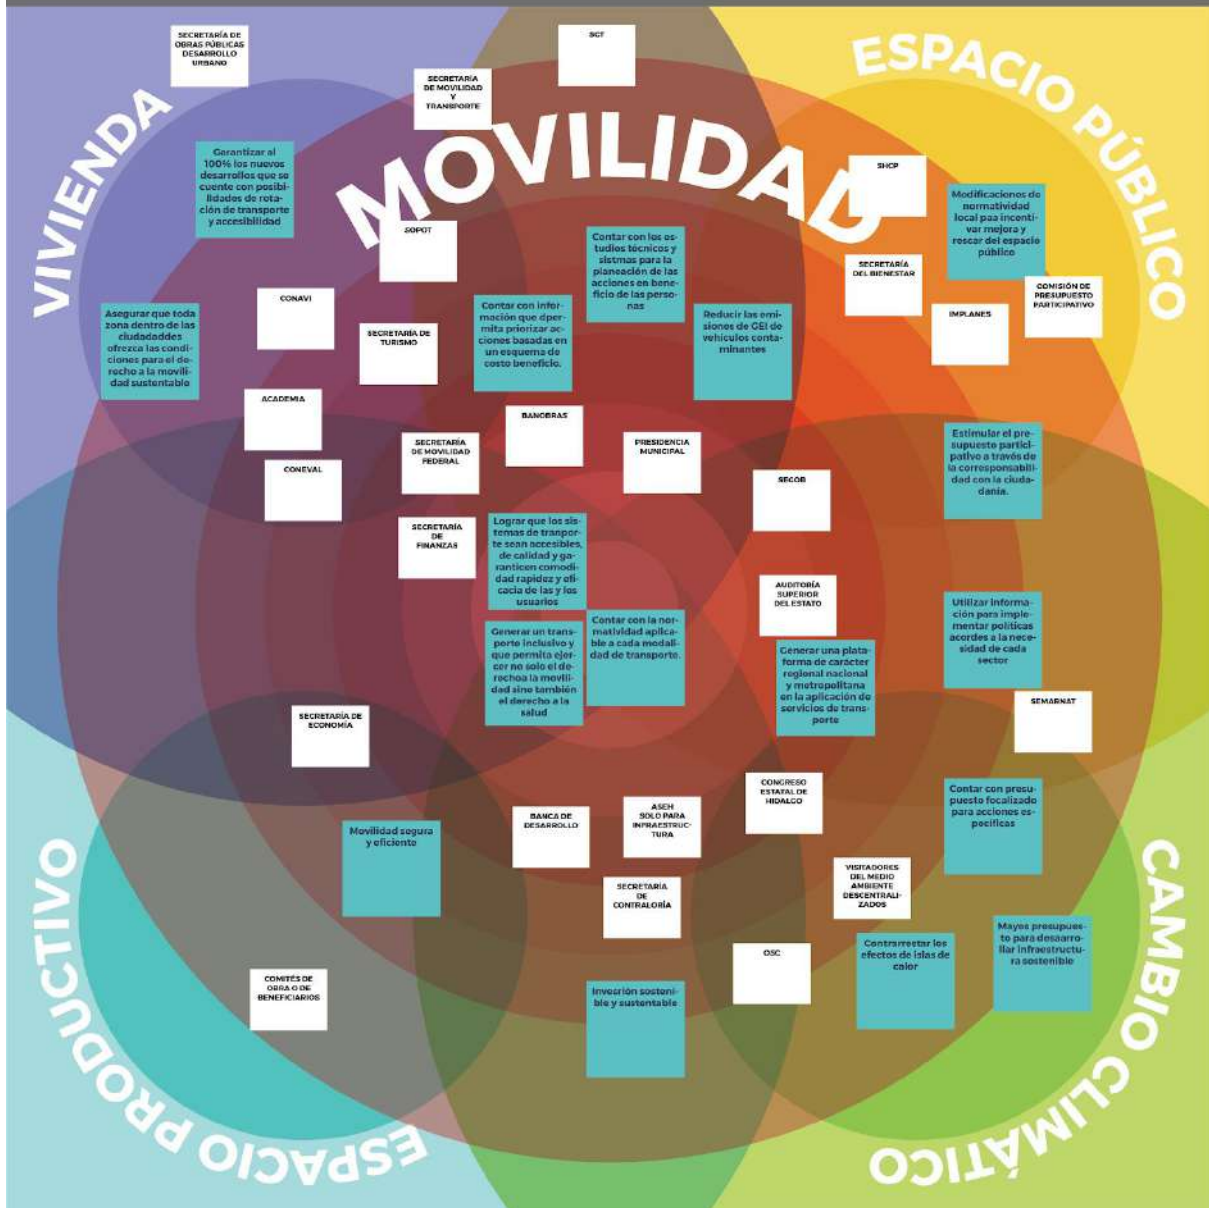 SECRETARÍA DE
OBRAS PÚBLICAS
DESARROLLO
URBANO
SCT
SECRETARÍA
DE MOVILIDAD
Y
TRANSPORTE
VIVIENDA
MOVILIDAD
ESPACIO PÚBLICO
Garantizar al
100% los nuevos
desarrollos que se
cuente con posibi-
lidades de rota-
ción de transporte
y accesibilidad
SHCP
Modificaciones de
normatividad
local paa incenti-
var mejora y
rescar del espacio
público
SOPOT
Contar con los es-
tudios técnicos y
sistmas para la
planeación de las
acciones en bene-
ficio de las perso-
nas
SECRETARÍA
DEL BIENESTAR
COMISIÓN DE
PRESUPUESTO
PARTICIPATIVO
CONAVI
Asegurar que toda
zona dentro de las
ciudadaddes
ofrezca las condi-
ciones para el de-
recho a la movili-
dad sustentable
SECRETARÍA DE
TURISMO
Contar con infor-
mación que dper-
mita priorizar ac-
ciones basadas en
un esquema de
costo beneficio.
Reducir las emi-
siones de GEI de
vehículos conta-
minantes
IMPLANES
ACADEMIA
BANOBRAS
SECRETARÍA
DE MOVILIDAD
FEDERAL
PRESIDENCIA
MUNICIPAL
Estimular el pre-
supuesto partici-
pativo a través de
la corresponsabili-
dad con la ciuda-
danía.
CONEVAL
SEGOB
SECRETARÍA
DE
FINANZAS
Lograr que los sis-
temas de tranpor-
te sean accesibles,
de calidad y ga-
ranticen comodi-
dad rapidez y efi-
cacia de las y los
usuarios
AUDITORÍA
SUPERIOR
DEL ESTATO
Utilizar informa-
ción para imple-
mentar políticas
acordes a la nece-
sidad de cada
sector
Generar un trans-
porte inclusivo y
que permita ejer-
cer no solo el de-
rechoa la movili-
dad sino también
el derecho a la
salud
Contar con la nor-
matividad aplica-
ble a cada modali-
dad de transporte.
Generar una plata-
forma de carácter
regional nacional
y metropolitana
en la aplicación de
servicios de trans-
porte
SECRETARÍA DE
ECONOMÍA
SEMARNAT
CONGRESO
ESTATAL DE
HIDALGO
Contar con presu-
puesto focalizado
para acciones es-
pecíficas
Movilidad segura
y eficiente
BANCA DE
DESARROLLO
ASEH
SOLO PARA
INFRAESTRUC-
TURA
VISITADORES
DEL MEDIO
AMBIENTE
DESCENTRALI-
ZADOS
SECRETARÍA
DE
CONTRALORÍA
Mayos presupues-
to para desaarro-
llar infraestructu-
ra sostenible
COMITÉS DE
OBRA O DE
BENEFICIARIOS
OSC
Contrarrestar los
efectos de islas de
calor
Invesrión sosteni-
ble y sustentable
ESPACIO PRODUCTIVO
CAMBIO CLIMÁTICO